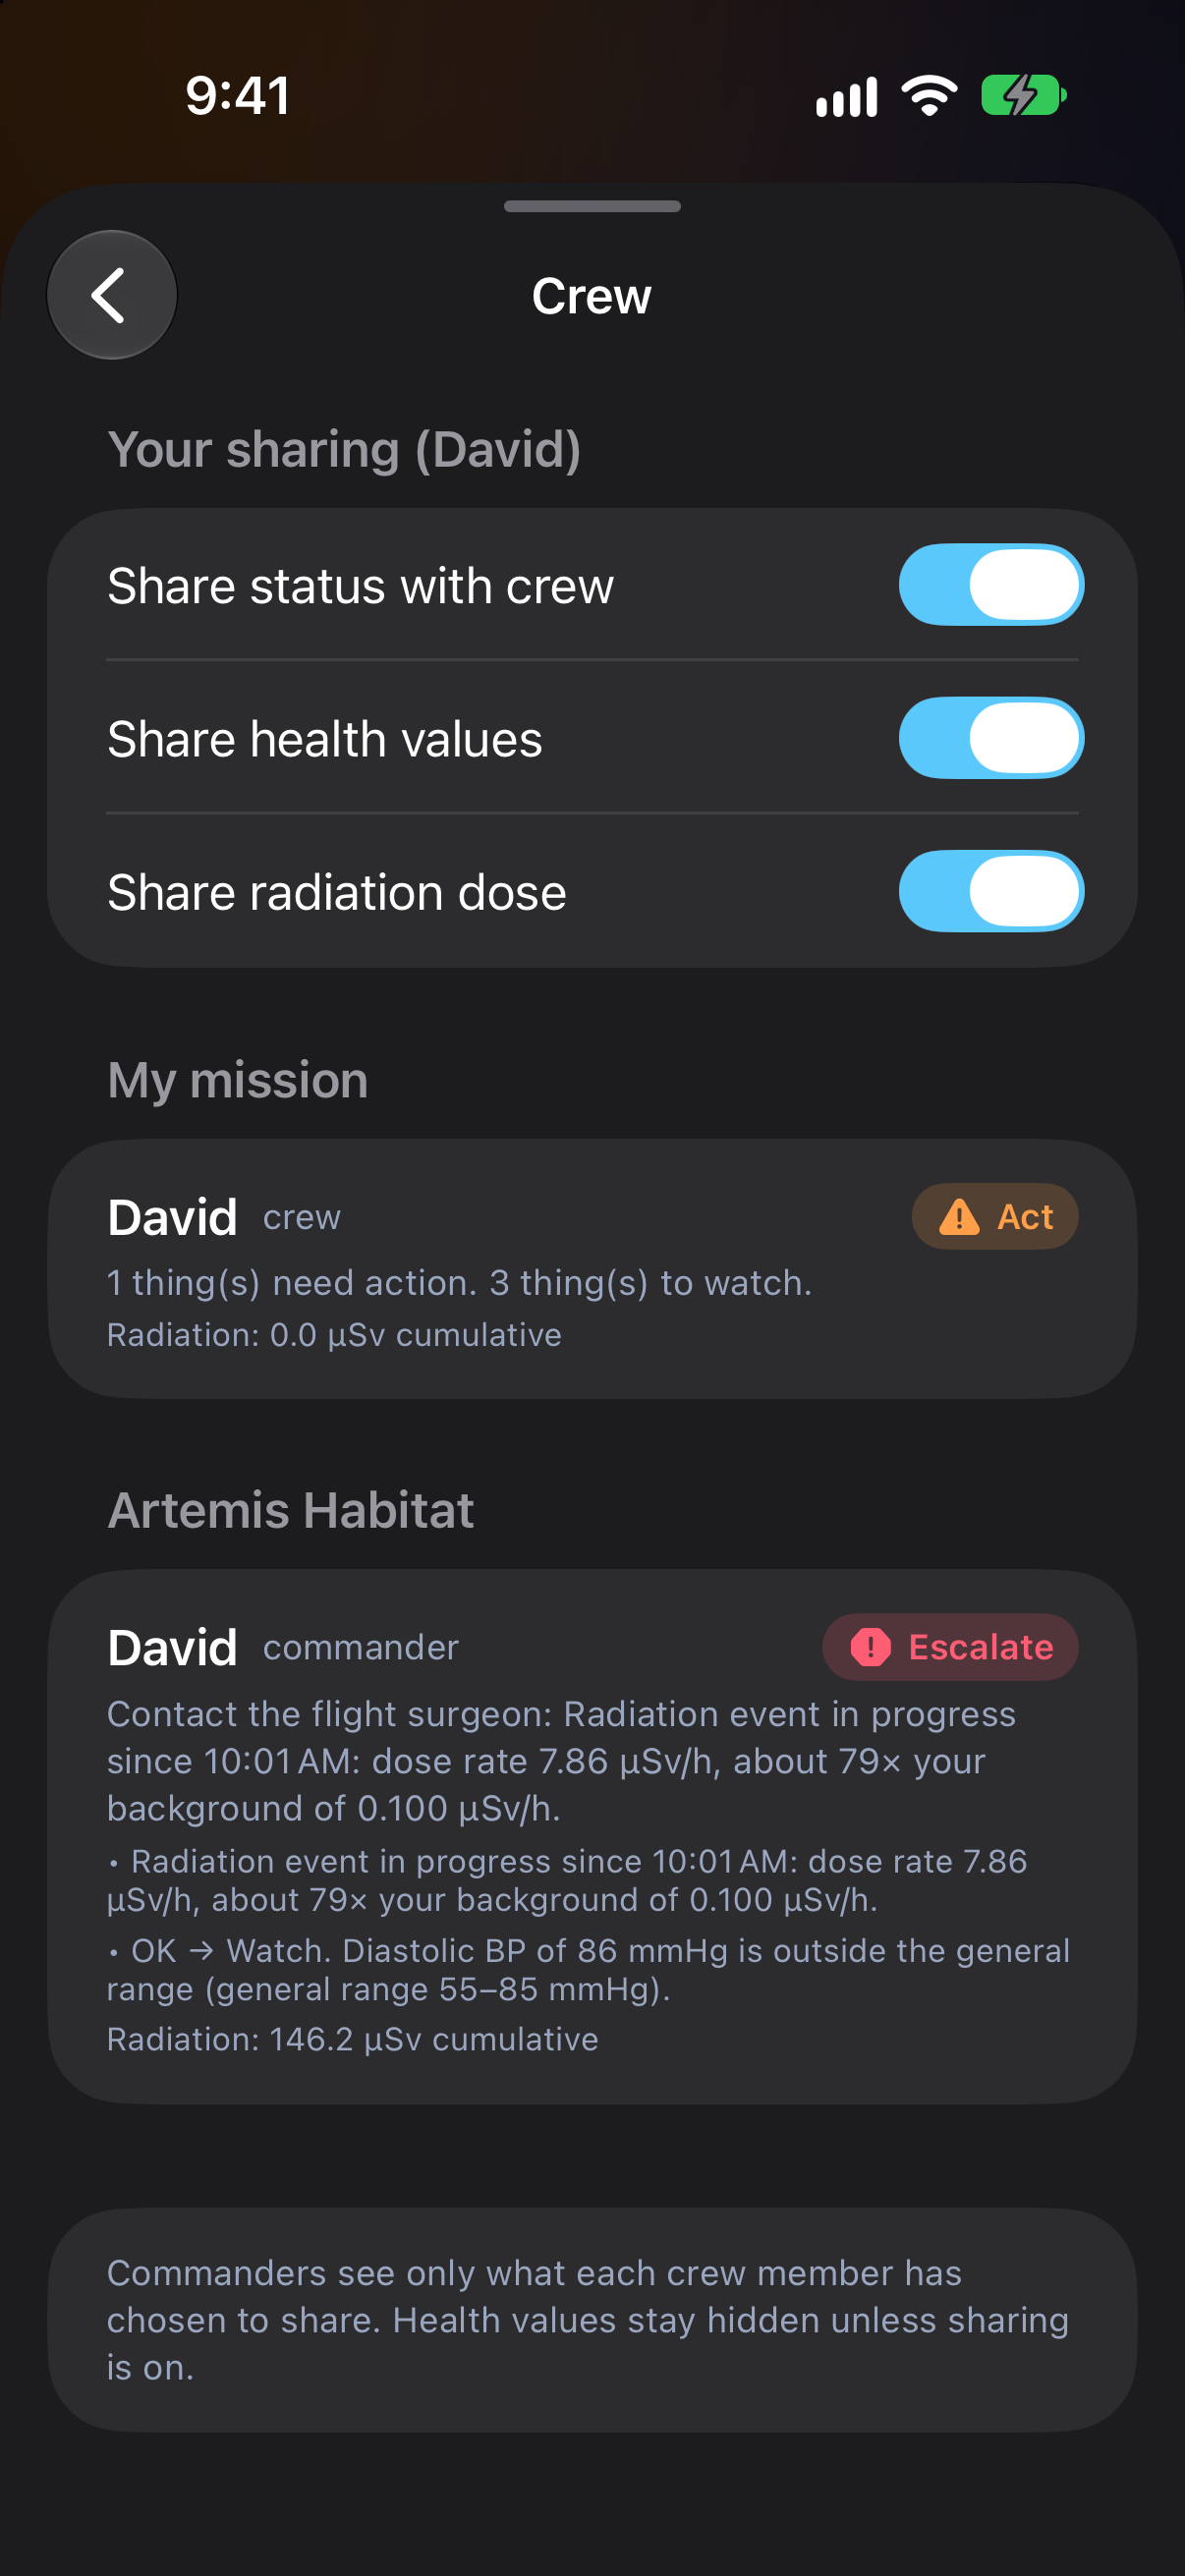 9:41
Crew
Your sharing (David)
Share status with crew
Share health values
Share radiation dose
My mission
David crew
Act
1 thing(s) need action. 3 thing(s) to watch.
Radiation: 0.0 µSv cumulative
Artemis Habitat
David commander
Escalate
Contact the flight surgeon: Radiation event in progress
since 10:01 AM: dose rate 7.86 µSv/h, about 79× your
background of 0.100 µSv/h.
• Radiation event in progress since 10:01 AM: dose rate 7.86
µSv/h, about 79× your background of 0.100 µSv/h.
• OK → Watch. Diastolic BP of 86 mmHg is outside the general
range (general range 55–85 mmHg).
Radiation: 146.2 µSv cumulative
Commanders see only what each crew member has
chosen to share. Health values stay hidden unless sharing
is on.